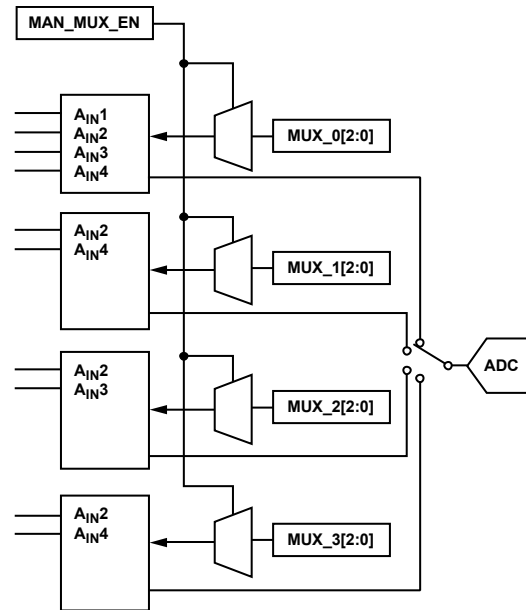 MAN_MUX_EN
AIN1
AIN2
AIN3
AIN4
MUX_0[2:0]
AIN2
AIN4
MUX_1[2:0]
ADC
AIN2
AIN3
MUX_2[2:0]
AIN2
AIN4
MUX_3[2:0]